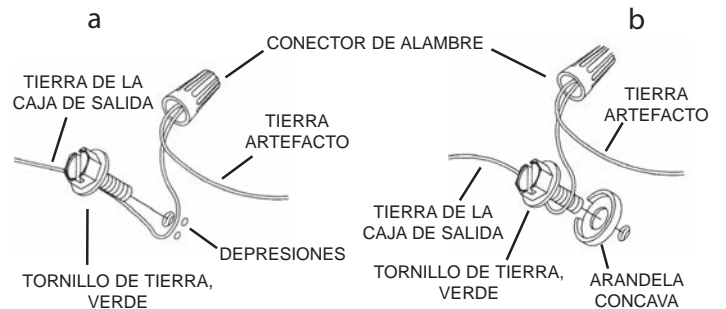 a
b
CONECTOR DE ALAMBRE
TIERRA DE LA
CAJA DE SALIDA
TIERRA
ARTEFACTO
DEPRESIONES
TORNILLO DE TIERRA,
VERDE
TIERRA
ARTEFACTO
TIERRA DE LA
CAJA DE SALIDA
TORNILLO DE TIERRA,
VERDE
ARANDELA
CONCAVA